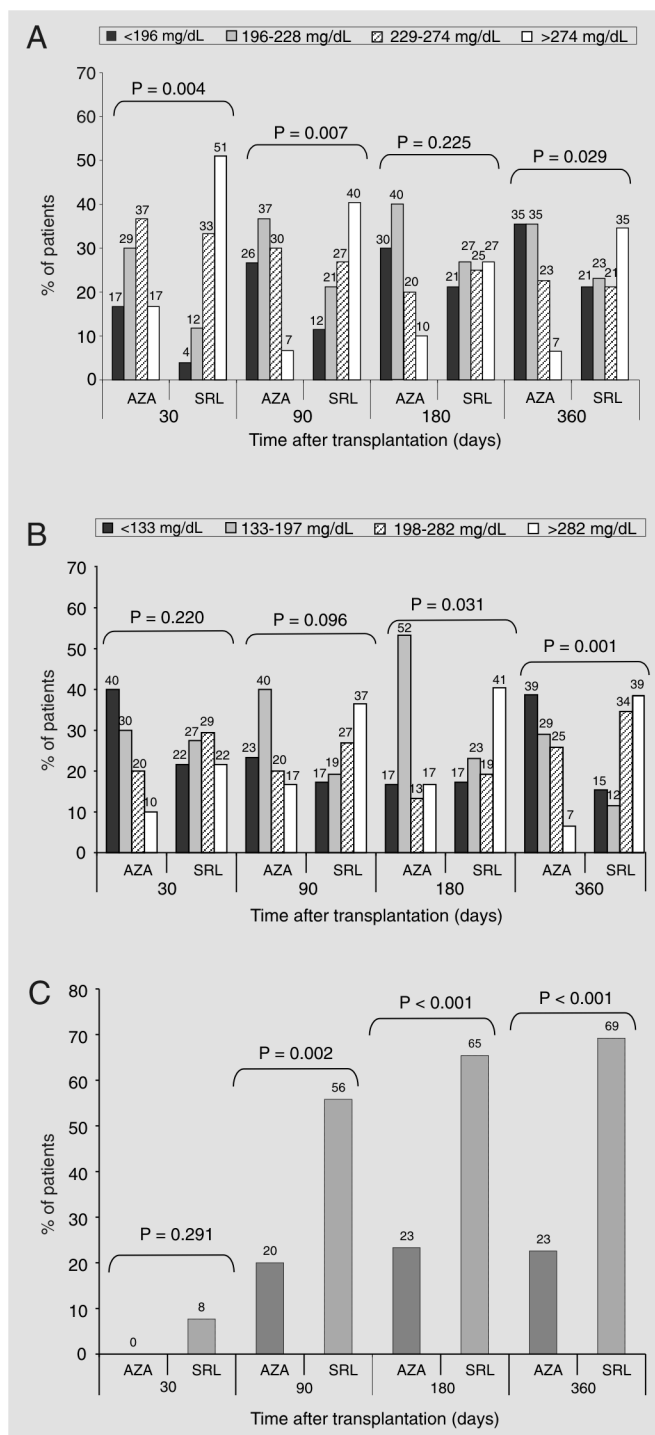 A
<196 mg/dL 196-228 mg/dL 229-274 mg/dL >274 mg/dL
70
60
50
40
30
20
10
0
% of patients
P = 0.004
P = 0.007
P = 0.225
P = 0.029
17 29 37 17 4 12 33 51
26 37 30 7 12 21 27 40
30 40 20 10 21 27 25 27
35 35 23 7 21 23 21 35
AZA SRL AZA SRL AZA SRL AZA SRL
30 90 180 360
Time after transplantation (days)
B
<133 mg/dL 133-197 mg/dL 198-282 mg/dL >282 mg/dL
70
60
50
40
30
20
10
0
% of patients
P = 0.220
P = 0.096
P = 0.031
P = 0.001
40 30 20 10 22 27 29 22
23 40 20 17 17 19 27 37
17 52 13 17 17 23 19 41
39 29 25 7 15 12 34 39
AZA SRL AZA SRL AZA SRL AZA SRL
30 90 180 360
Time after transplantation (days)
C
80
70
60
50
40
30
20
10
0
% of patients
P = 0.291
P = 0.002
P < 0.001
P < 0.001
0 8 20 56 23 65 23 69
AZA SRL AZA SRL AZA SRL AZA SRL
30 90 180 360
Time after transplantation (days)